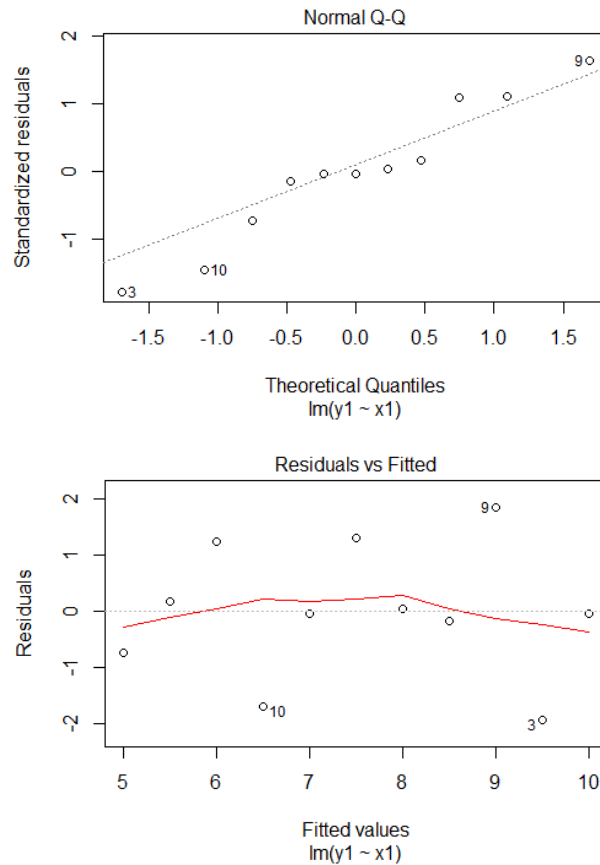 Normal Q-Q
Standardized residuals
2
1
0
-1
9
10
3
-1.5 -1.0 -0.5 0.0 0.5 1.0 1.5
Theoretical Quantiles
lm(y1 ~ x1)
Residuals vs Fitted
Residuals
2
1
0
-1
-2
9
10
3
5 6 7 8 9 10
Fitted values
lm(y1 ~ x1)